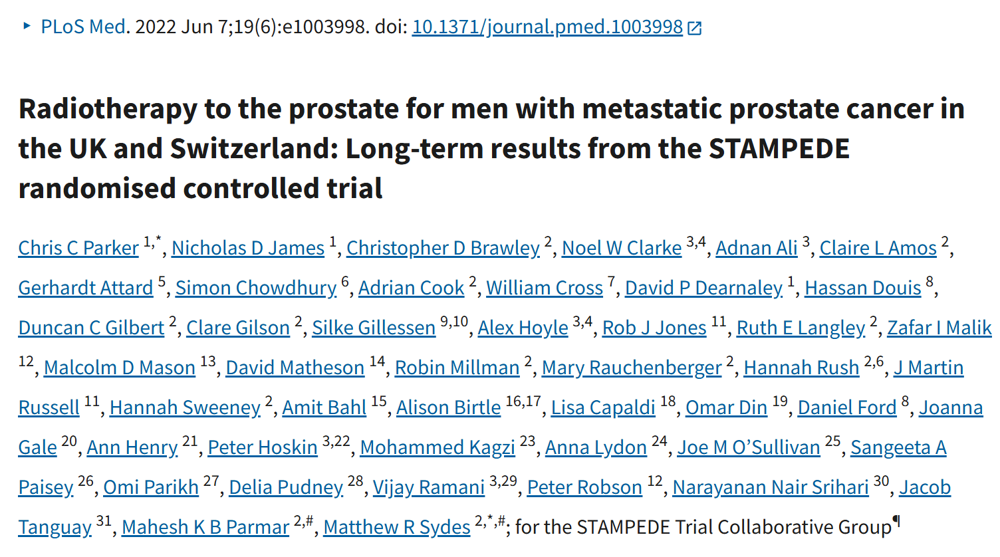 ‣ PLoS Med. 2022 Jun 7;19(6):e1003998. doi: 10.1371/journal.pmed.1003998
Radiotherapy to the prostate for men with metastatic prostate cancer in
the UK and Switzerland: Long-term results from the STAMPEDE
randomised controlled trial
Chris C Parker 1,*, Nicholas D James 1, Christopher D Brawley 2, Noel W Clarke 3,4, Adnan Ali 3, Claire L Amos 2,
Gerhardt Attard 5, Simon Chowdhury 6, Adrian Cook 2, William Cross 7, David P Dearnaley 1, Hassan Douis 8,
Duncan C Gilbert 2, Clare Gilson 2, Silke Gillessen 9,10, Alex Hoyle 3,4, Rob J Jones 11, Ruth E Langley 2, Zafar I Malik
12, Malcolm D Mason 13, David Matheson 14, Robin Millman 2, Mary Rauchenberger 2, Hannah Rush 2,6, J Martin
Russell 11, Hannah Sweeney 2, Amit Bahl 15, Alison Birtle 16,17, Lisa Capaldi 18, Omar Din 19, Daniel Ford 8, Joanna
Gale 20, Ann Henry 21, Peter Hoskin 3,22, Mohammed Kagzi 23, Anna Lydon 24, Joe M O’Sullivan 25, Sangeeta A
Paisey 26, Omi Parikh 27, Delia Pudney 28, Vijay Ramani 3,29, Peter Robson 12, Narayanan Nair Srihari 30, Jacob
Tanguay 31, Mahesh K B Parmar 2,#, Matthew R Sydes 2,*,#; for the STAMPEDE Trial Collaborative Group¶